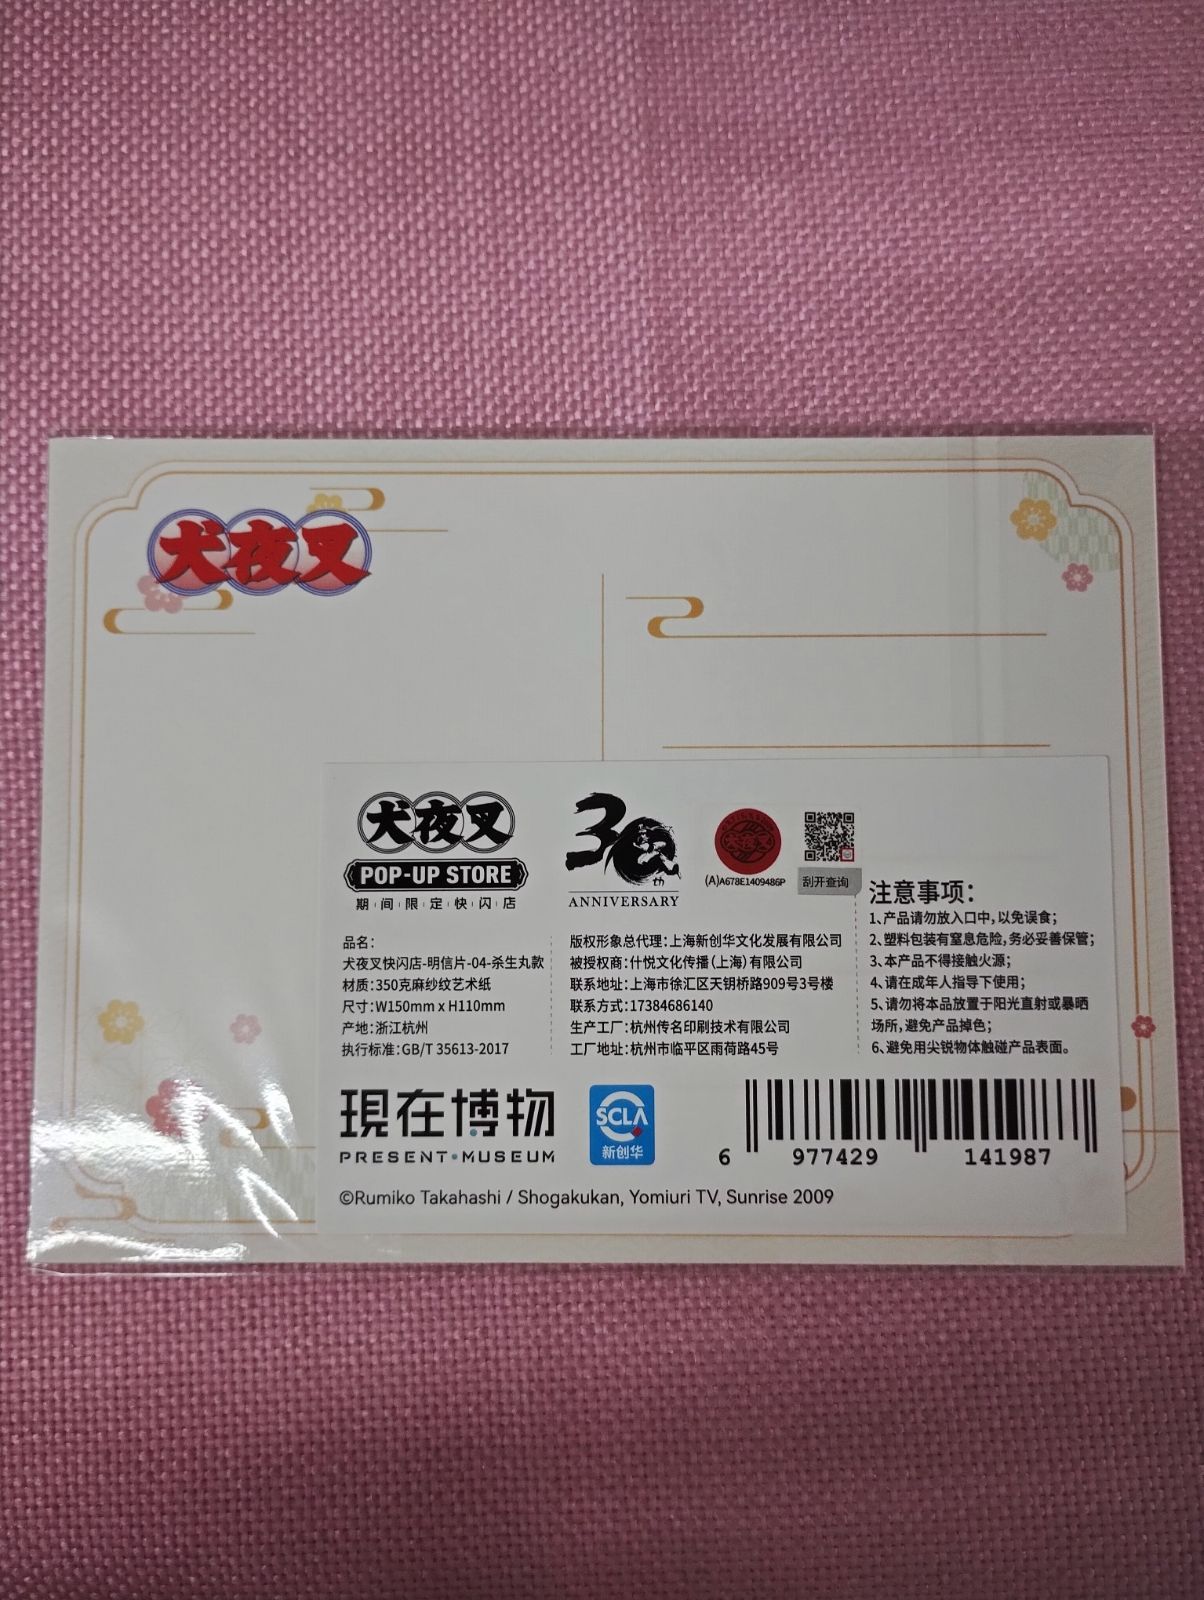 犬夜叉
犬夜叉
POP-UP STORE
期间限定快闪店
30
th
ANNIVERSARY
(A)A678E1409486P
刮开查询
品名：
犬夜叉快闪店-明信片-04-杀生丸款
材质：350克麻纱纹艺术纸
尺寸：W150mm x H110mm
产地：浙江杭州
执行标准：GB/T 35613-2017
版权形象总代理：上海新创华文化发展有限公司
被授权商：什悦文化传播（上海）有限公司
联系地址：上海市徐汇区天钥桥路909号3号楼
联系方式：17384686140
生产工厂：杭州传名印刷技术有限公司
工厂地址：杭州市临平区雨荷路45号
注意事项：
1、产品请勿放入口中，以免误食；
2、塑料包装有窒息危险，务必妥善保管；
3、本产品不得接触火源；
4、请在成年人指导下使用；
5、请勿将本品放置于阳光直射或暴晒
场所，避免产品掉色；
6、避免用尖锐物体触碰产品表面。
現在博物
PRESENT·MUSEUM
SCLA
新创华
6 977429 141987
©Rumiko Takahashi / Shogakukan, Yomiuri TV, Sunrise 2009